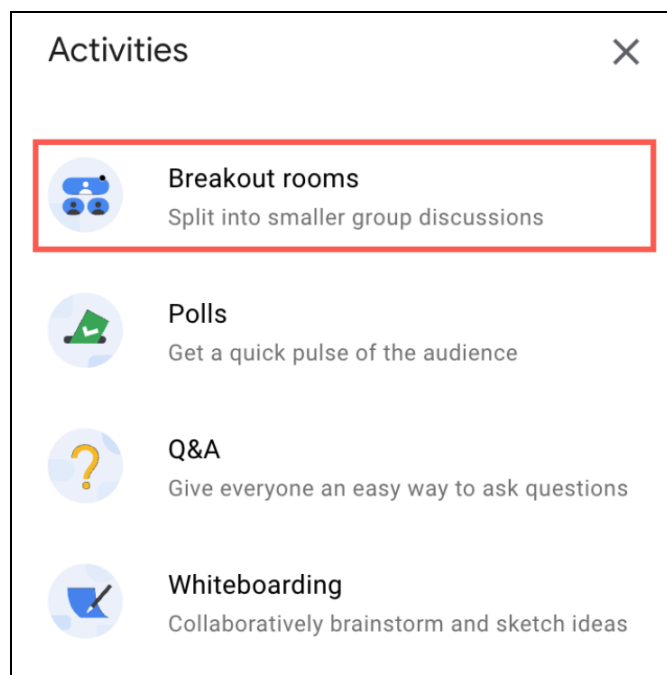 Activities
Breakout rooms
Split into smaller group discussions
Polls
Get a quick pulse of the audience
Q&A
Give everyone an easy way to ask questions
Whiteboarding
Collaboratively brainstorm and sketch ideas